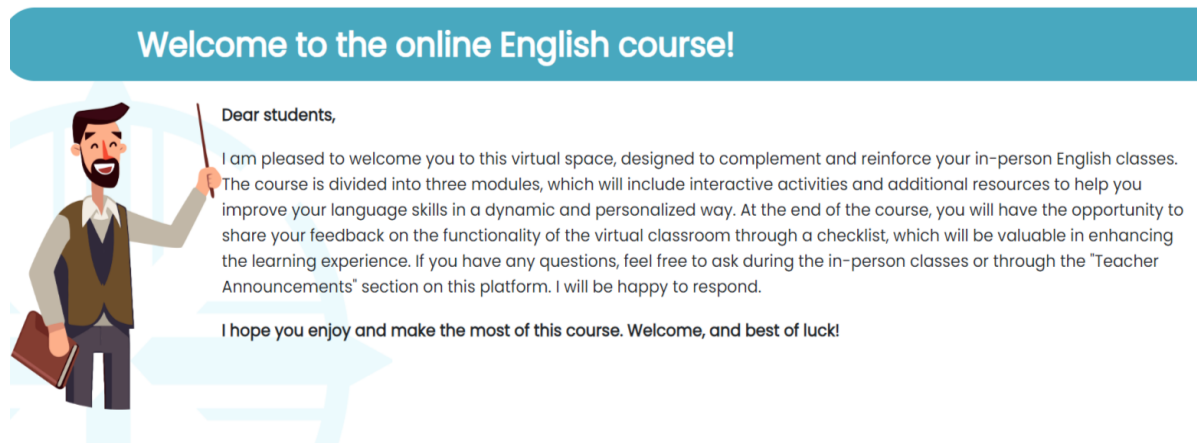 Welcome to the online English course!
Dear students,
I am pleased to welcome you to this virtual space, designed to complement and reinforce your in-person English classes.
The course is divided into three modules, which will include interactive activities and additional resources to help you
improve your language skills in a dynamic and personalized way. At the end of the course, you will have the opportunity to
share your feedback on the functionality of the virtual classroom through a checklist, which will be valuable in enhancing
the learning experience. If you have any questions, feel free to ask during the in-person classes or through the "Teacher
Announcements" section on this platform. I will be happy to respond.
I hope you enjoy and make the most of this course. Welcome, and best of luck!